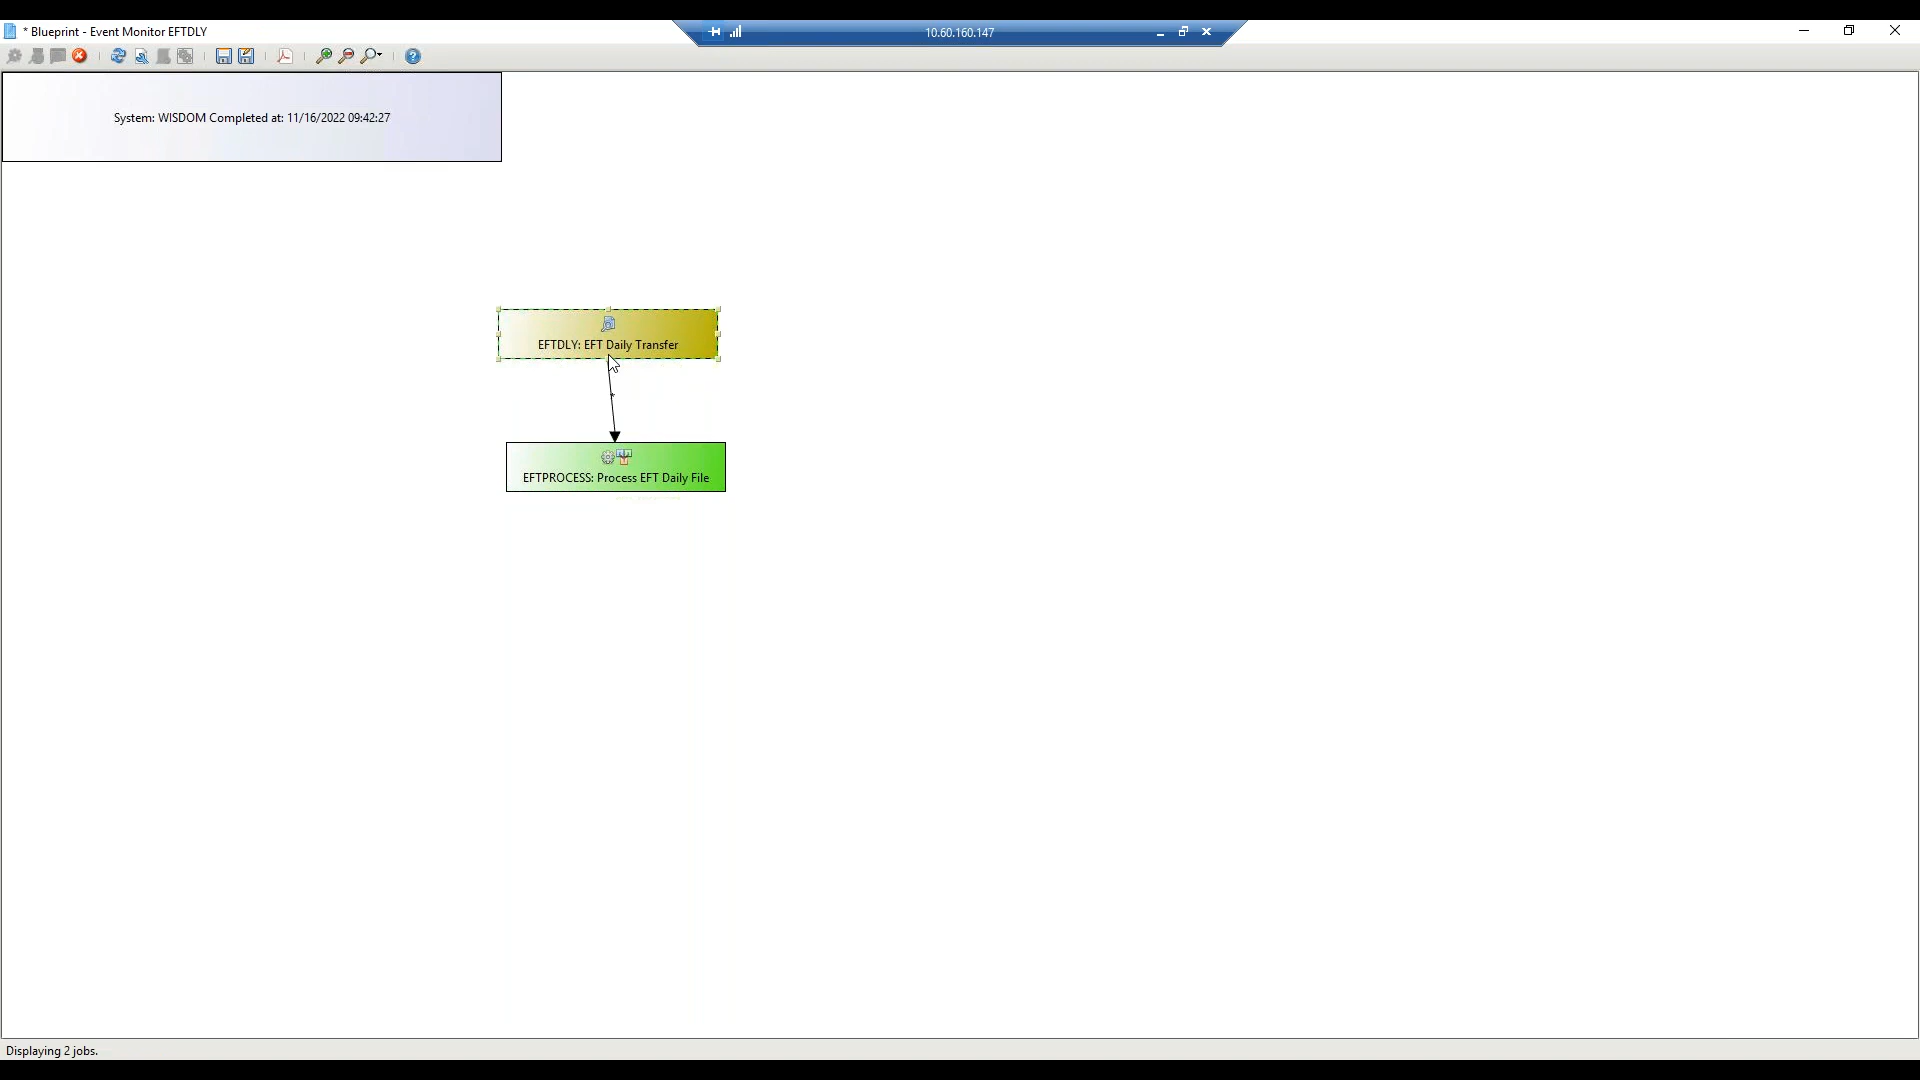 * Blueprint - Event Monitor EFTDLY
10.60.160.147
System: WISDOM Completed at: 11/16/2022 09:42:27
EFTDLY: EFT Daily Transfer
EFTPROCESS: Process EFT Daily File
Displaying 2 jobs.